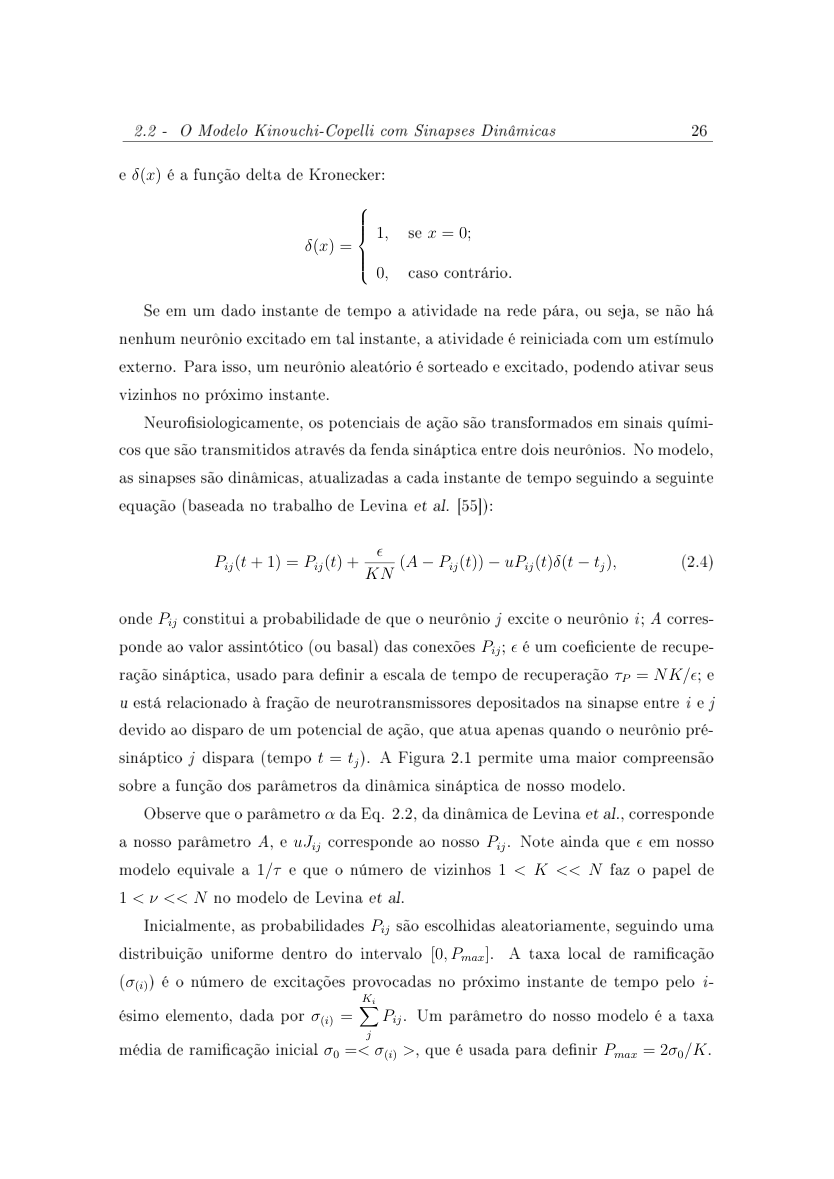 2.2 - O Modelo Kinouchi-Copelli com Sinapses Dinâmicas 26
e δ(x) é a função delta de Kronecker:
δ(x) = { 1, se x = 0;
0, caso contrário.
Se em um dado instante de tempo a atividade na rede pára, ou seja, se não há
nenhum neurônio excitado em tal instante, a atividade é reiniciada com um estímulo
externo. Para isso, um neurônio aleatório é sorteado e excitado, podendo ativar seus
vizinhos no próximo instante.
Neurofisiologicamente, os potenciais de ação são transformados em sinais quími-
cos que são transmitidos através da fenda sináptica entre dois neurônios. No modelo,
as sinapses são dinâmicas, atualizadas a cada instante de tempo seguindo a seguinte
equação (baseada no trabalho de Levina et al. [55]):
P_{ij}(t + 1) = P_{ij}(t) + \frac{ϵ}{KN} (A − P_{ij}(t)) − uP_{ij}(t)δ(t − t_j), (2.4)
onde P_{ij} constitui a probabilidade de que o neurônio j excite o neurônio i; A corres-
ponde ao valor assintótico (ou basal) das conexões P_{ij}; ϵ é um coeficiente de recupe-
ração sináptica, usado para definir a escala de tempo de recuperação τ_P = NK/ϵ; e
u está relacionado à fração de neurotransmissores depositados na sinapse entre i e j
devido ao disparo de um potencial de ação, que atua apenas quando o neurônio pré-
sináptico j dispara (tempo t = t_j). A Figura 2.1 permite uma maior compreensão
sobre a função dos parâmetros da dinâmica sináptica de nosso modelo.
Observe que o parâmetro α da Eq. 2.2, da dinâmica de Levina et al., corresponde
a nosso parâmetro A, e uJ_{ij} corresponde ao nosso P_{ij}. Note ainda que ϵ em nosso
modelo equivale a 1/τ e que o número de vizinhos 1 < K << N faz o papel de
1 < ν << N no modelo de Levina et al.
Inicialmente, as probabilidades P_{ij} são escolhidas aleatoriamente, seguindo uma
distribuição uniforme dentro do intervalo [0, P_{max}]. A taxa local de ramificação
(σ_{(i)}) é o número de excitações provocadas no próximo instante de tempo pelo i-
ésimo elemento, dada por σ_{(i)} = \sum_{j}^{K_i} P_{ij}. Um parâmetro do nosso modelo é a taxa
média de ramificação inicial σ_0 =< σ_{(i)} >, que é usada para definir P_{max} = 2σ_0/K.